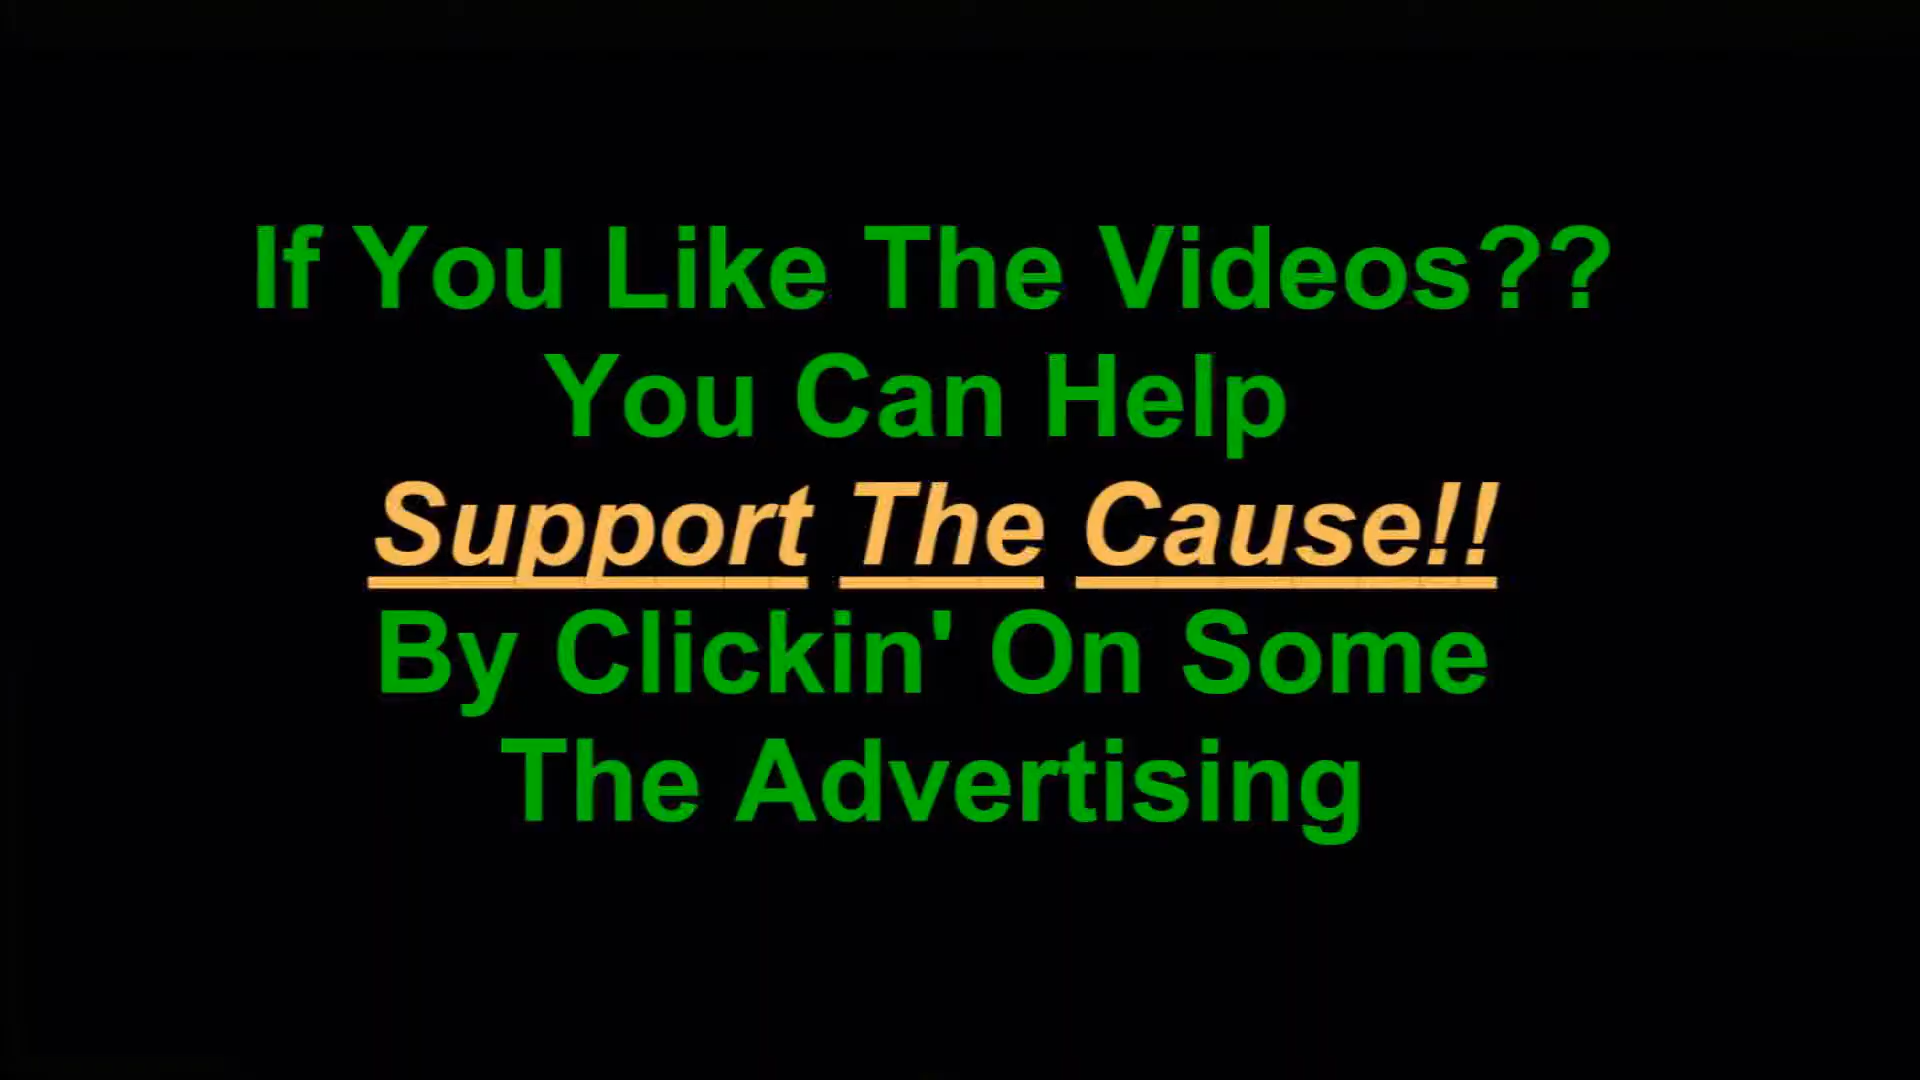 If You Like The Videos??
You Can Help
Support The Cause!!
By Clickin' On Some
The Advertising